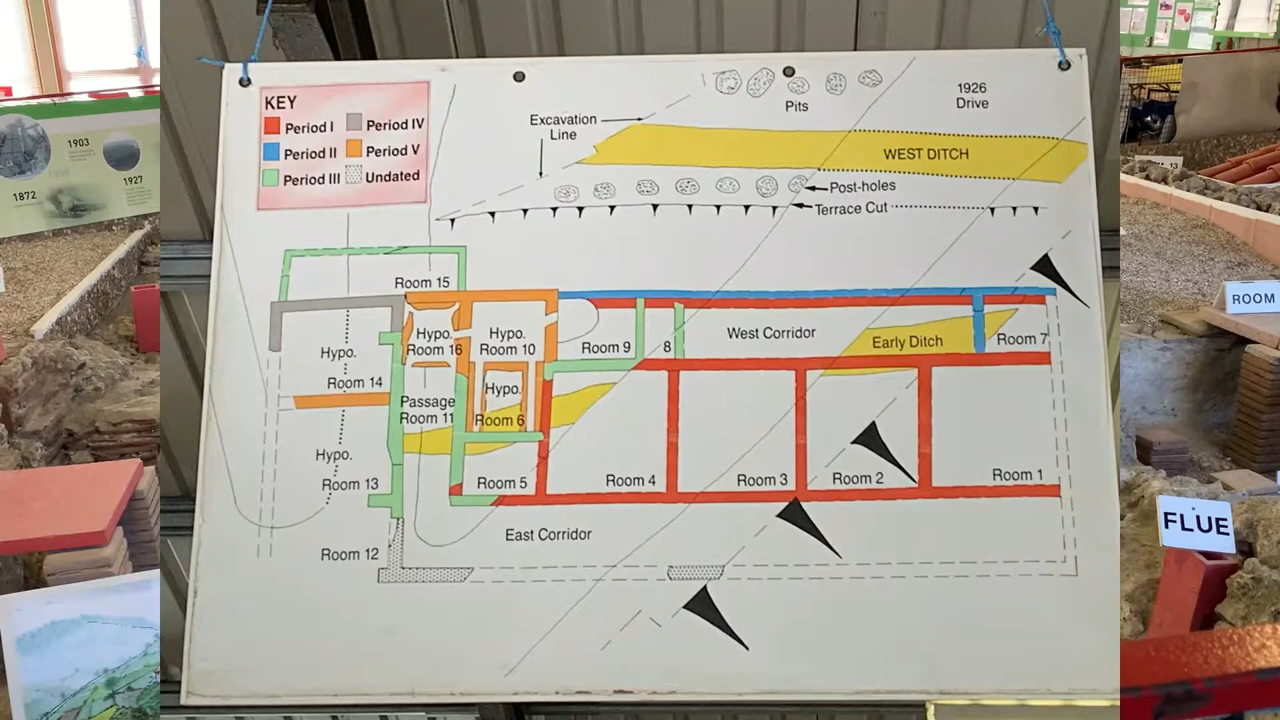 1903
1872
1927
KEY
Period I
Period II
Period III
Period IV
Period V
Undated
Pits
1926
Drive
Excavation
Line
WEST DITCH
Post-holes
Terrace Cut
Room 15
Hypo.
Room 16
Hypo.
Room 10
Room 9
8
West Corridor
Early Ditch
Room 7
Hypo.
Room 14
Passage
Room 11
Hypo.
Room 6
Hypo.
Room 13
Room 5
Room 4
Room 3
Room 2
Room 1
East Corridor
Room 12
13
ROOM
FLUE